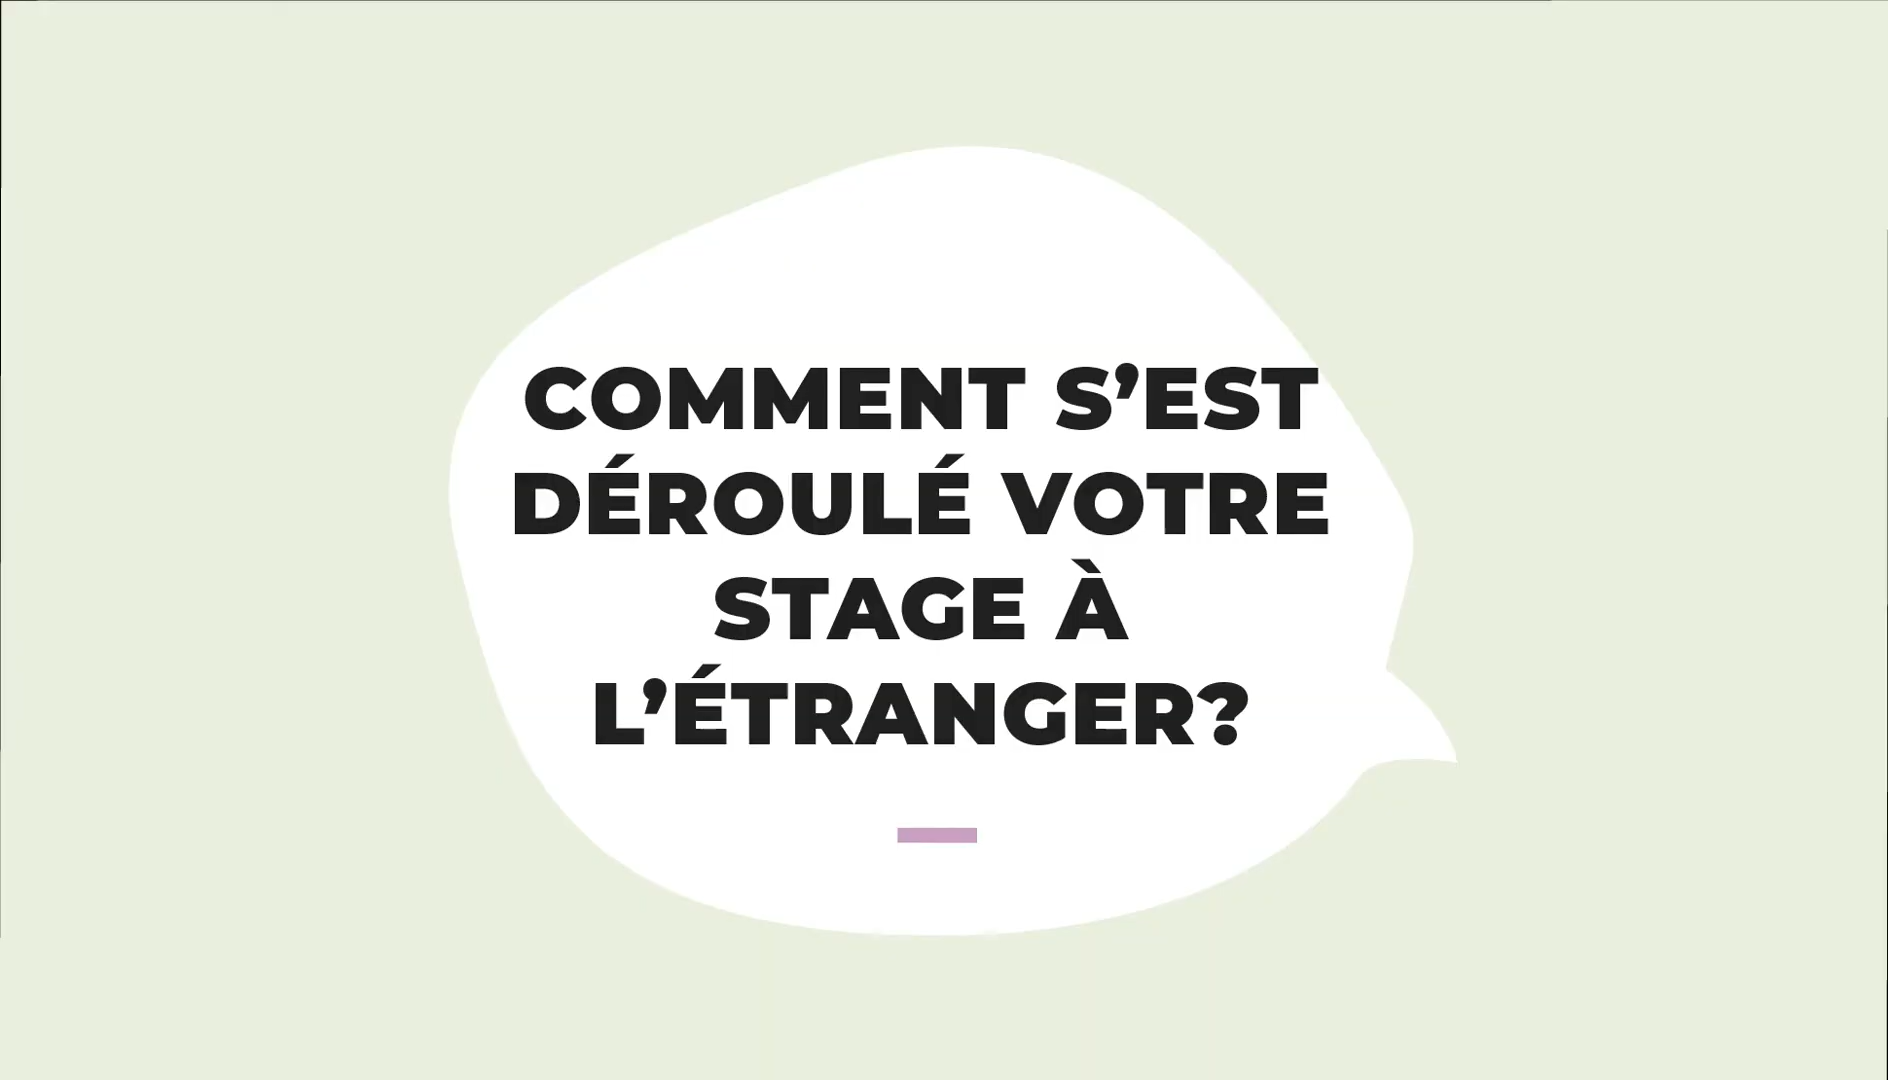 COMMENT S’EST
DÉROULÉ VOTRE
STAGE À
L’ÉTRANGER?